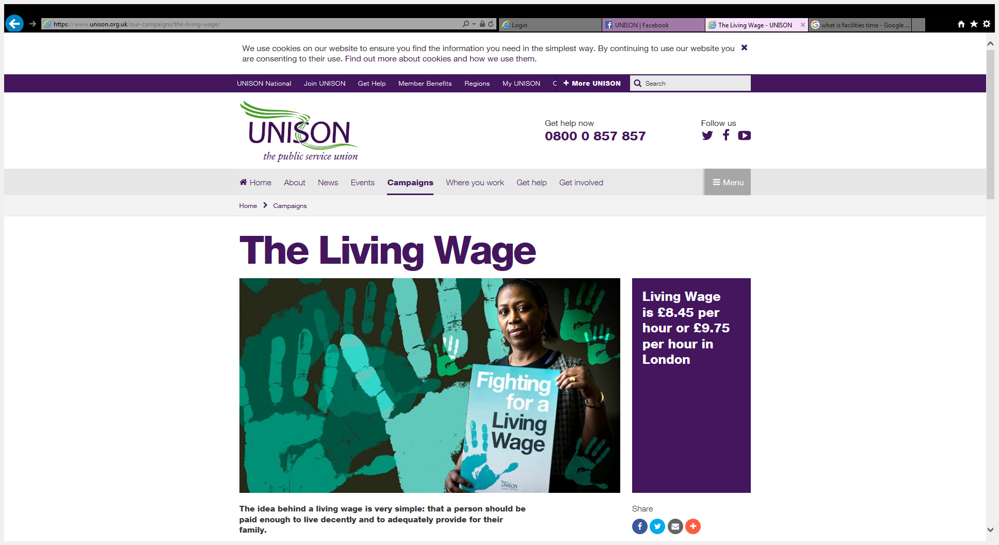 https://www.unison.org.uk/our-campaigns/the-living-wage/
Login
UNISON | Facebook
The Living Wage - UNISON
what is facilities time - Google ...
We use cookies on our website to ensure you find the information you need in the simplest way. By continuing to use our website you
are consenting to their use. Find out more about cookies and how we use them.
UNISON National Join UNISON Get Help Member Benefits Regions My UNISON C + More UNISON Search
UNISON
the public service union
Get help now
0800 0 857 857
Follow us
Home About News Events Campaigns Where you work Get help Get involved Menu
Home Campaigns
The Living Wage
Fighting
for a
Living
Wage
UNISON
Living Wage
is £8.45 per
hour or £9.75
per hour in
London
The idea behind a living wage is very simple: that a person should be
paid enough to live decently and to adequately provide for their
family.
Share